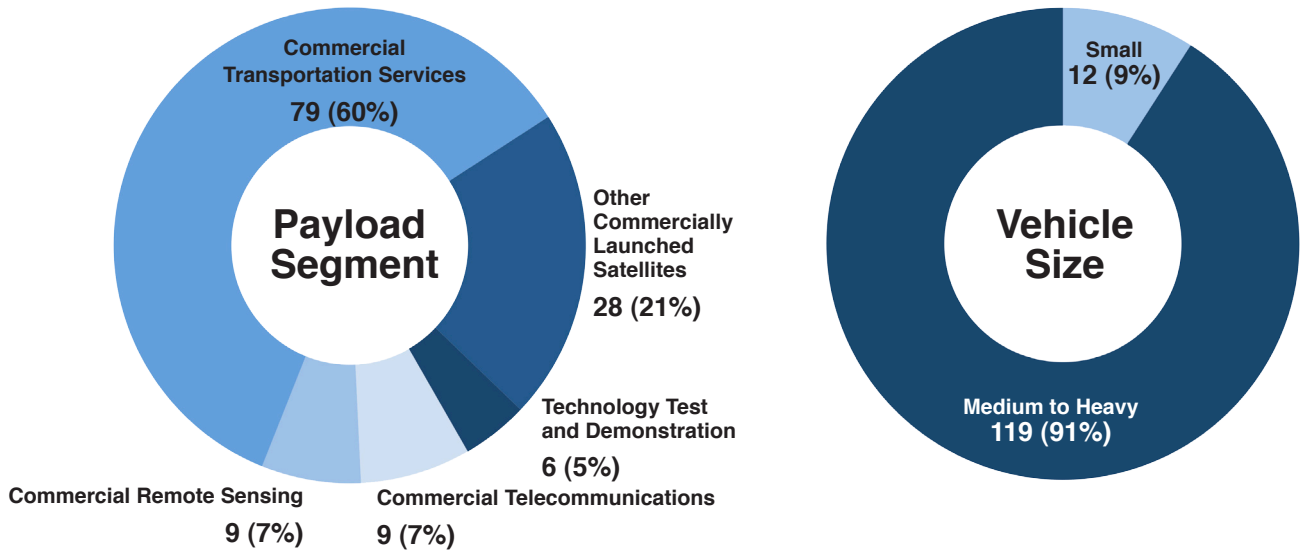 Commercial
Transportation Services
79 (60%)
Payload
Segment
Other
Commercially
Launched
Satellites
28 (21%)
Technology Test
and Demonstration
6 (5%)
Commercial Remote Sensing
9 (7%)
Commercial Telecommunications
9 (7%)
Small
12 (9%)
Vehicle
Size
Medium to Heavy
119 (91%)